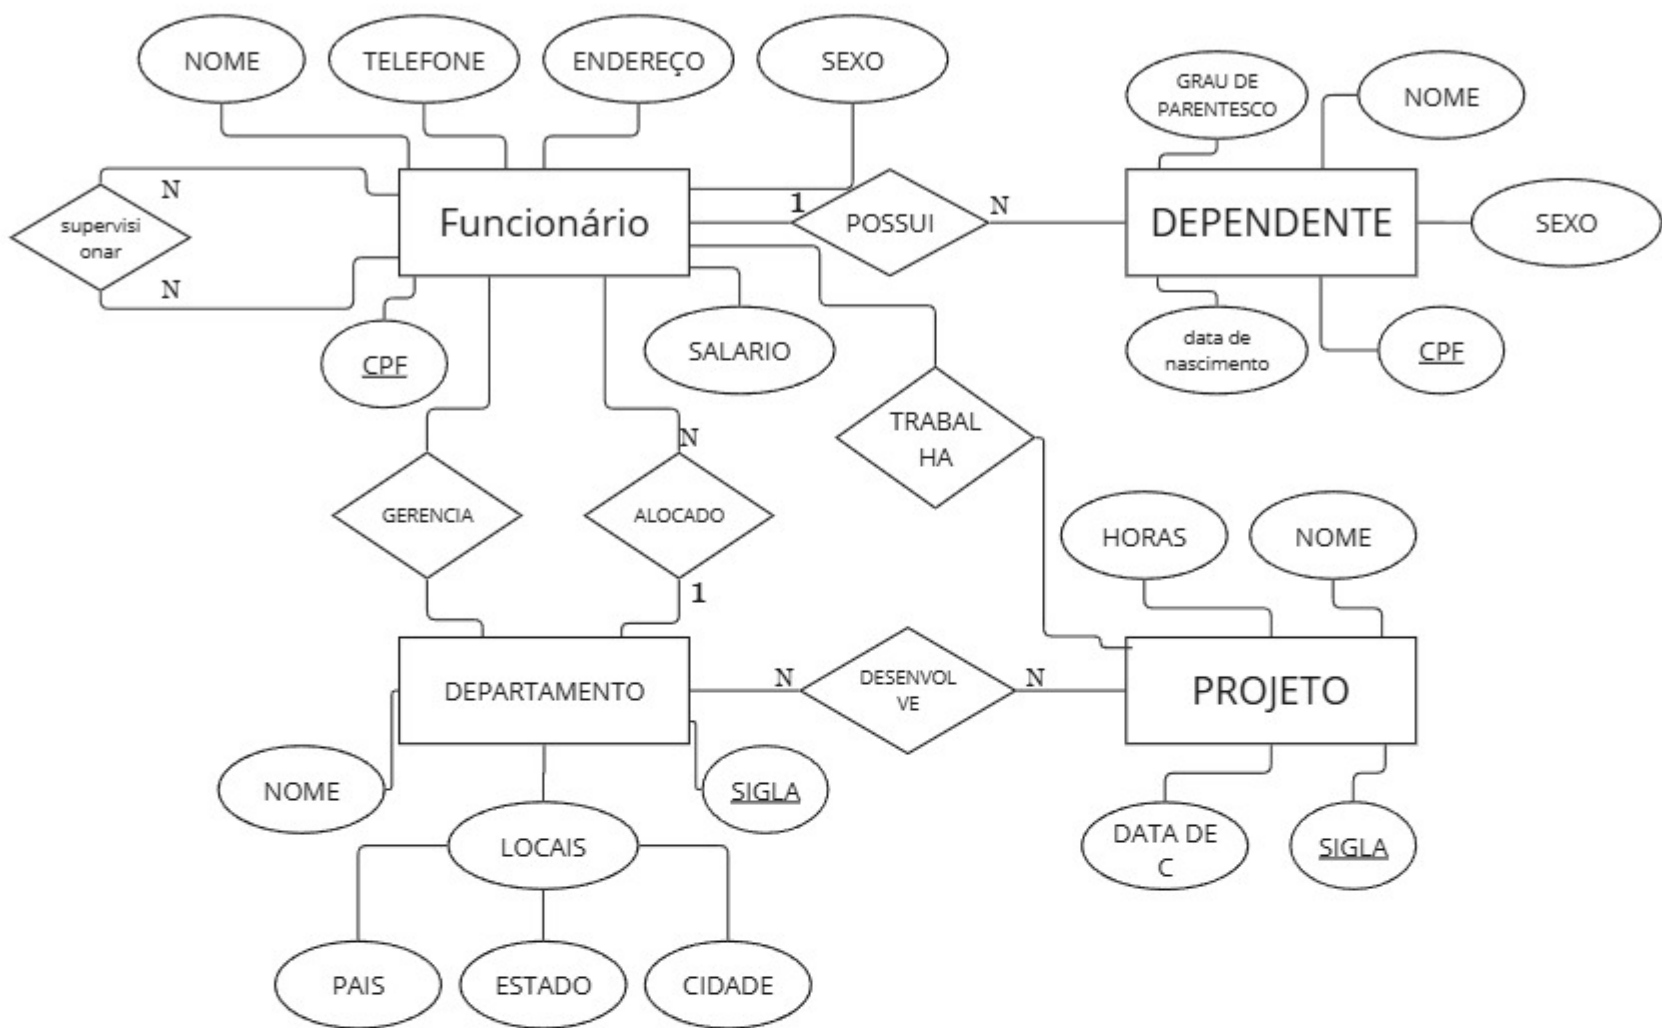 NOME
TELEFONE
ENDEREÇO
SEXO
GRAU DE
PARENTESCO
NOME
N
supervisi
onar
N
Funcionário
1
POSSUI
N
DEPENDENTE
SEXO
CPF
SALARIO
data de
nascimento
CPF
TRABAL
HA
N
GERENCIA
ALOCADO
1
HORAS
NOME
DEPARTAMENTO
N
DESENVOL
VE
N
PROJETO
NOME
SIGLA
LOCAIS
DATA DE
C
SIGLA
PAIS
ESTADO
CIDADE